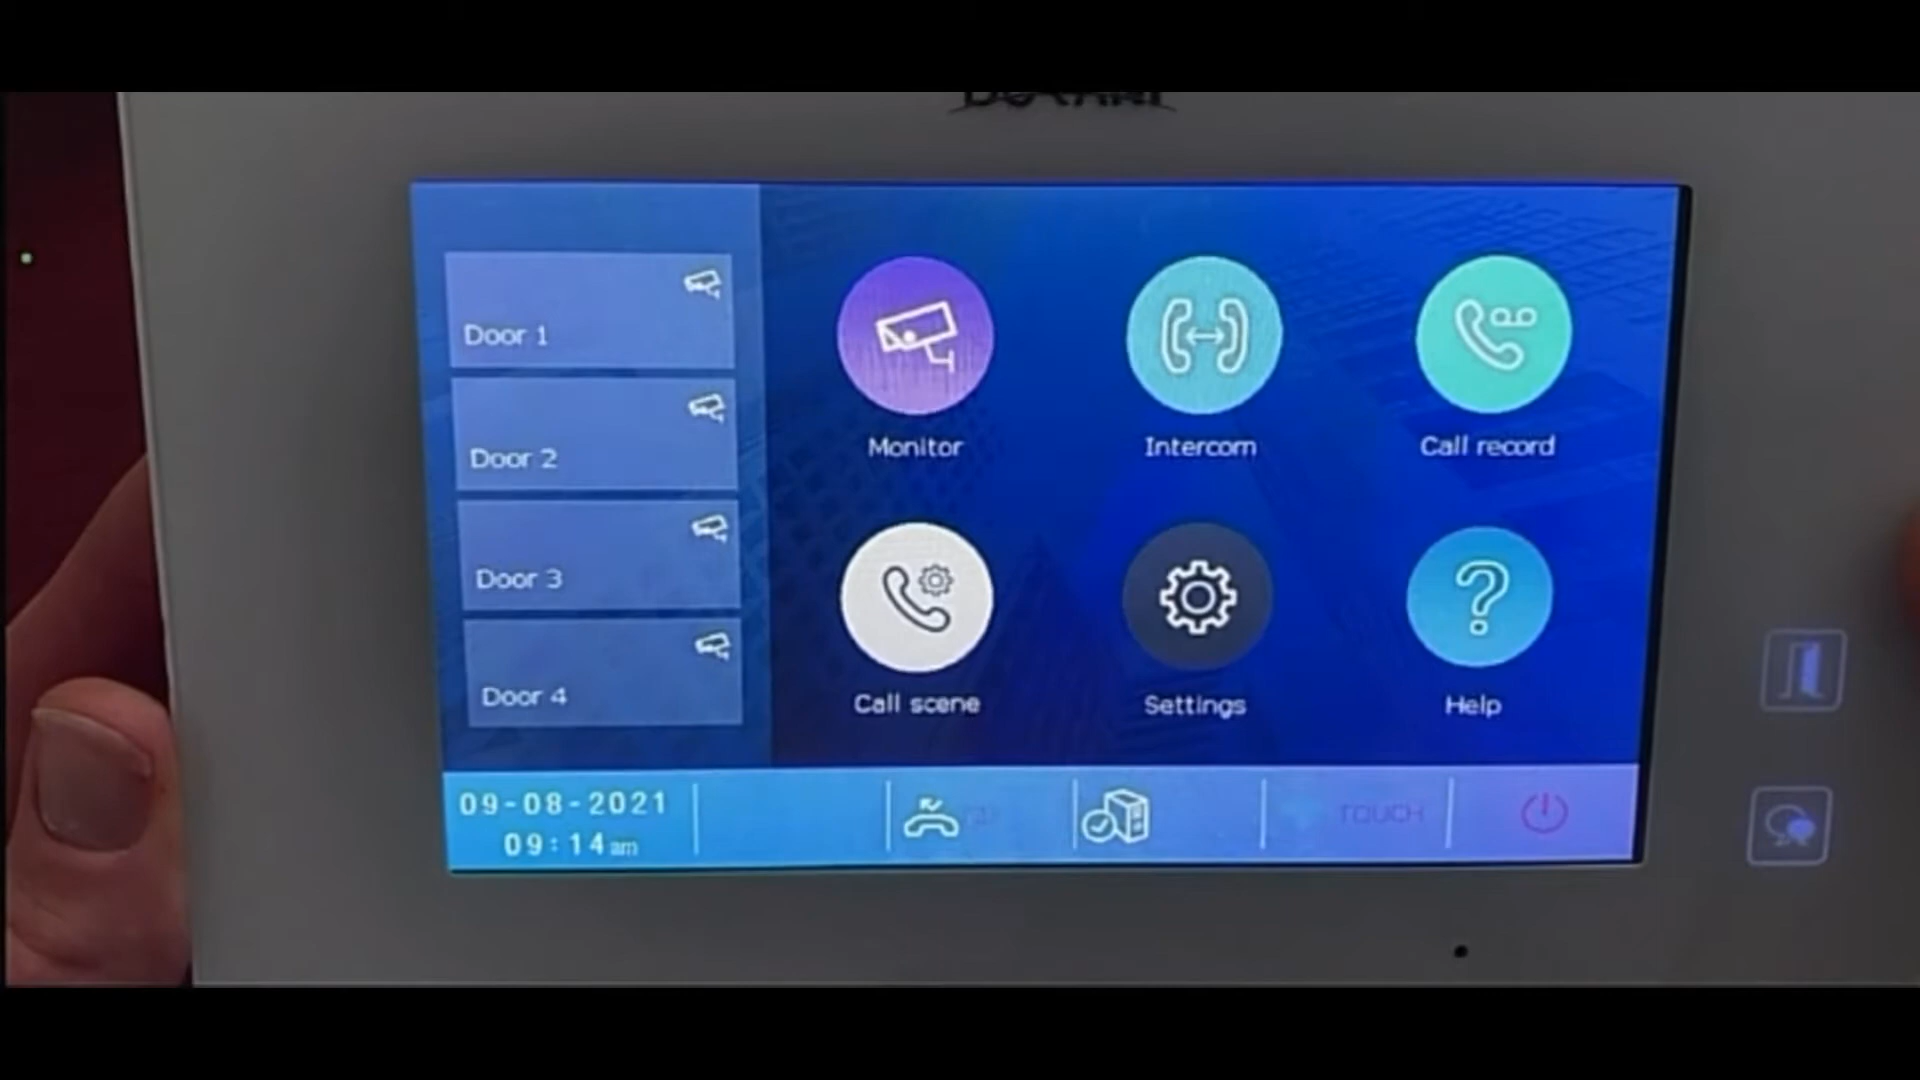 Door 1
Door 2
Door 3
Door 4
Monitor
Intercom
Call record
Call scene
Settings
Help
09-08-2021
09:14am
TOUCH